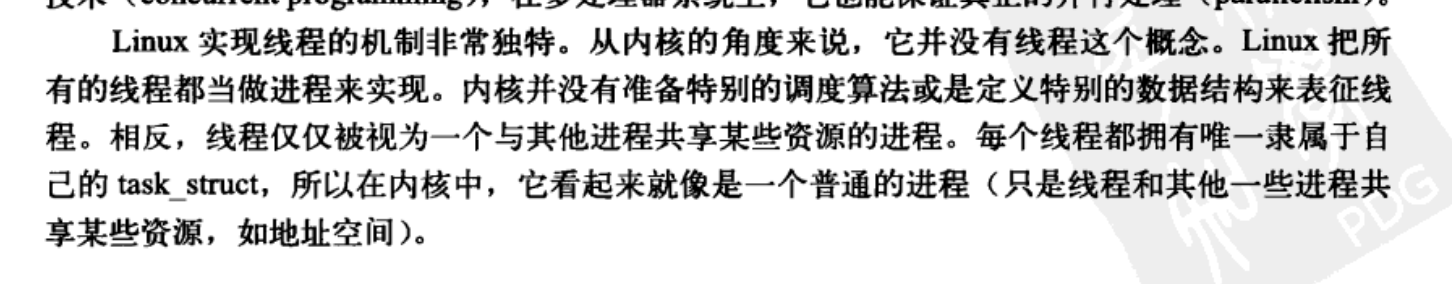 技术（concurrent programming），在多处理器系统上，它也能保证真正的并行处理（parallelism）。
Linux 实现线程的机制非常独特。从内核的角度来说，它并没有线程这个概念。Linux 把所
有的线程都当做进程来实现。内核并没有准备特别的调度算法或是定义特别的数据结构来表征线
程。相反，线程仅仅被视为一个与其他进程共享某些资源的进程。每个线程都拥有唯一隶属于自
己的 task_struct，所以在内核中，它看起来就像是一个普通的进程（只是线程和其他一些进程共
享某些资源，如地址空间）。
PDG